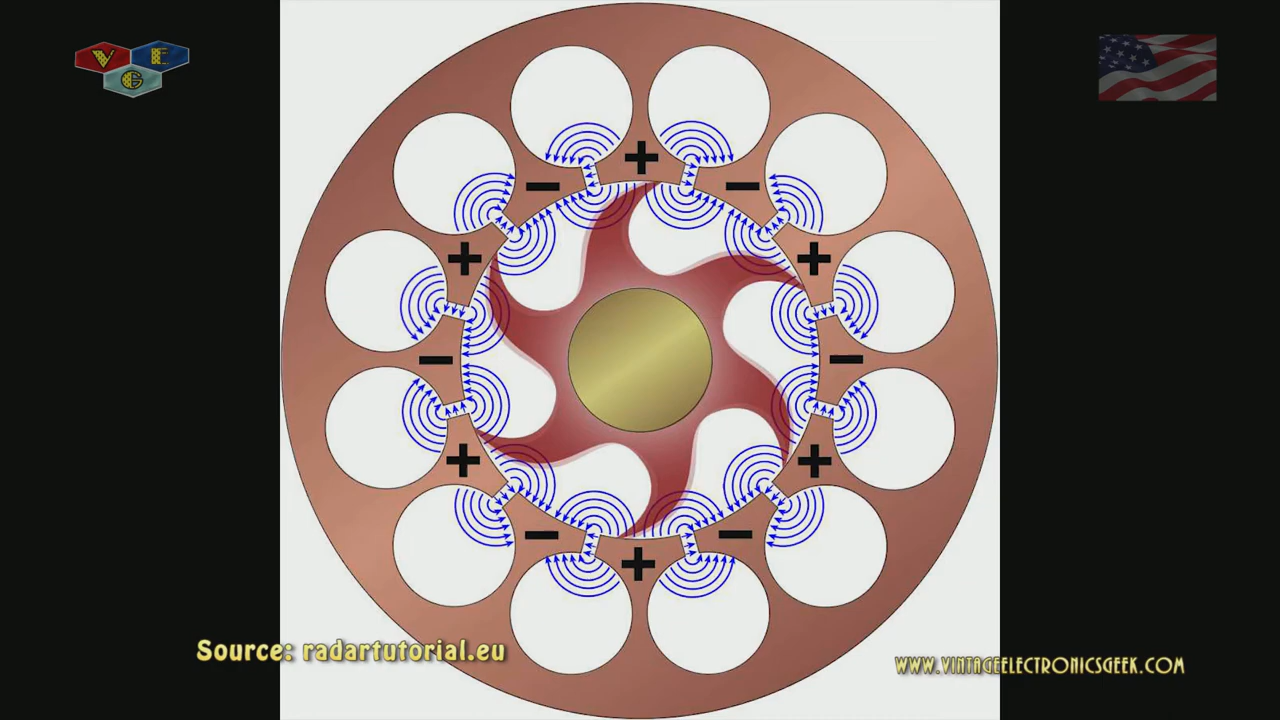 V E
G
+
− −
+ +
− −
+ +
− −
+
Source: radartutorial.eu
WWW.VINTAGEELECTRONICSGEEK.COM